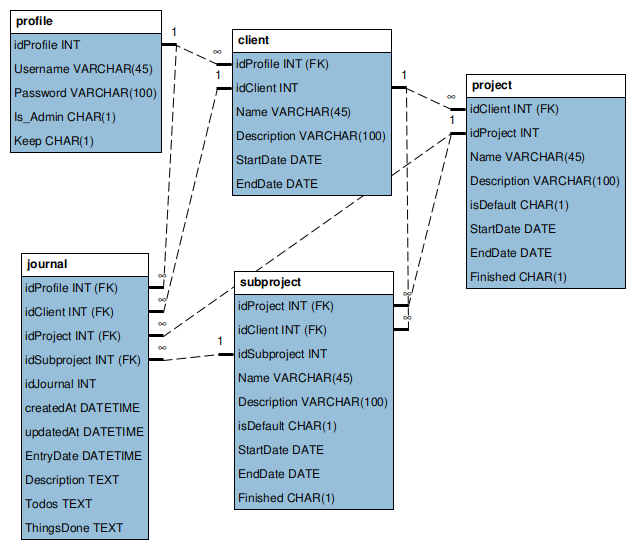 profile
idProfile INT
Username VARCHAR(45)
Password VARCHAR(100)
Is_Admin CHAR(1)
Keep CHAR(1)
1
∞
client
idProfile INT (FK)
1
idClient INT
Name VARCHAR(45)
Description VARCHAR(100)
StartDate DATE
EndDate DATE
1
∞
project
idClient INT (FK)
1
idProject INT
Name VARCHAR(45)
Description VARCHAR(100)
isDefault CHAR(1)
StartDate DATE
EndDate DATE
Finished CHAR(1)
journal
∞
idProfile INT (FK)
∞
idClient INT (FK)
∞
idProject INT (FK)
∞
idSubproject INT (FK)
idJournal INT
createdAt DATETIME
updatedAt DATETIME
EntryDate DATETIME
Description TEXT
Todos TEXT
ThingsDone TEXT
subproject
∞
idProject INT (FK)
∞
idClient INT (FK)
1
idSubproject INT
Name VARCHAR(45)
Description VARCHAR(100)
isDefault CHAR(1)
StartDate DATE
EndDate DATE
Finished CHAR(1)